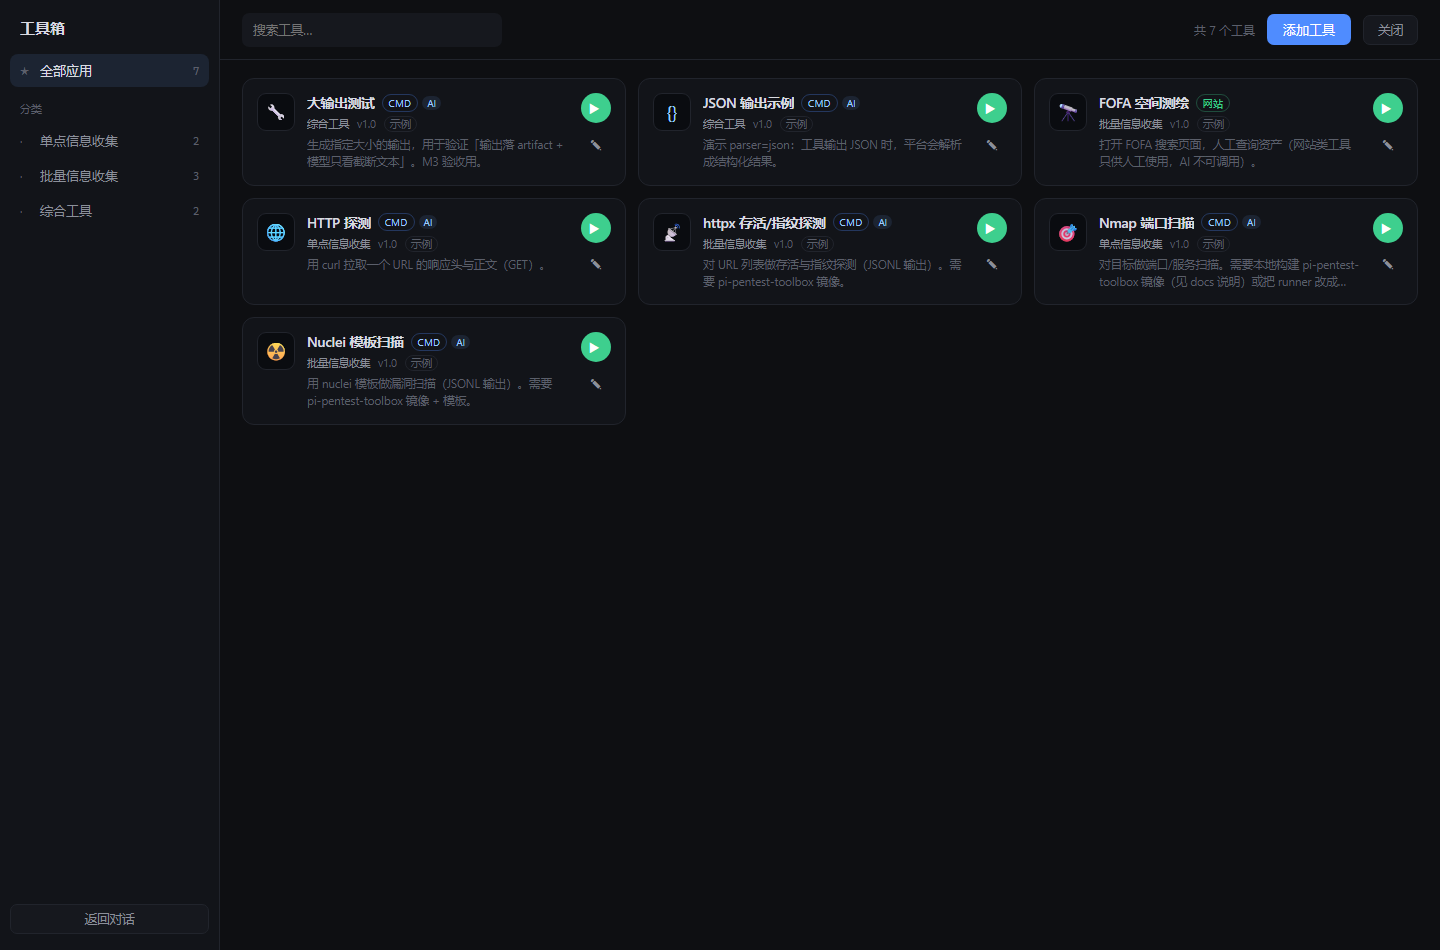 工具箱
★ 全部应用 7
分类
· 单点信息收集 2
· 批量信息收集 3
· 综合工具 2
返回对话
搜索工具...
共 7 个工具
添加工具
关闭
大输出测试 CMD AI
综合工具 v1.0 示例
生成指定大小的输出，用于验证「输出落 artifact +
模型只看截断文本」。M3 验收用。
{} JSON 输出示例 CMD AI
综合工具 v1.0 示例
演示 parser=json：工具输出 JSON 时，平台会解析
成结构化结果。
FOFA 空间测绘 网站
批量信息收集 v1.0 示例
打开 FOFA 搜索页面，人工查询资产（网站类工具
只供人工使用，AI 不可调用）。
HTTP 探测 CMD AI
单点信息收集 v1.0 示例
用 curl 拉取一个 URL 的响应头与正文（GET）。
httpx 存活/指纹探测 CMD AI
批量信息收集 v1.0 示例
对 URL 列表做存活与指纹探测（JSONL 输出）。需
要 pi-pentest-toolbox 镜像。
Nmap 端口扫描 CMD AI
单点信息收集 v1.0 示例
对目标做端口/服务扫描。需要本地构建 pi-pentest-
toolbox 镜像（见 docs 说明）或把 runner 改成...
Nuclei 模板扫描 CMD AI
批量信息收集 v1.0 示例
用 nuclei 模板做漏洞扫描（JSONL 输出）。需要
pi-pentest-toolbox 镜像 + 模板。